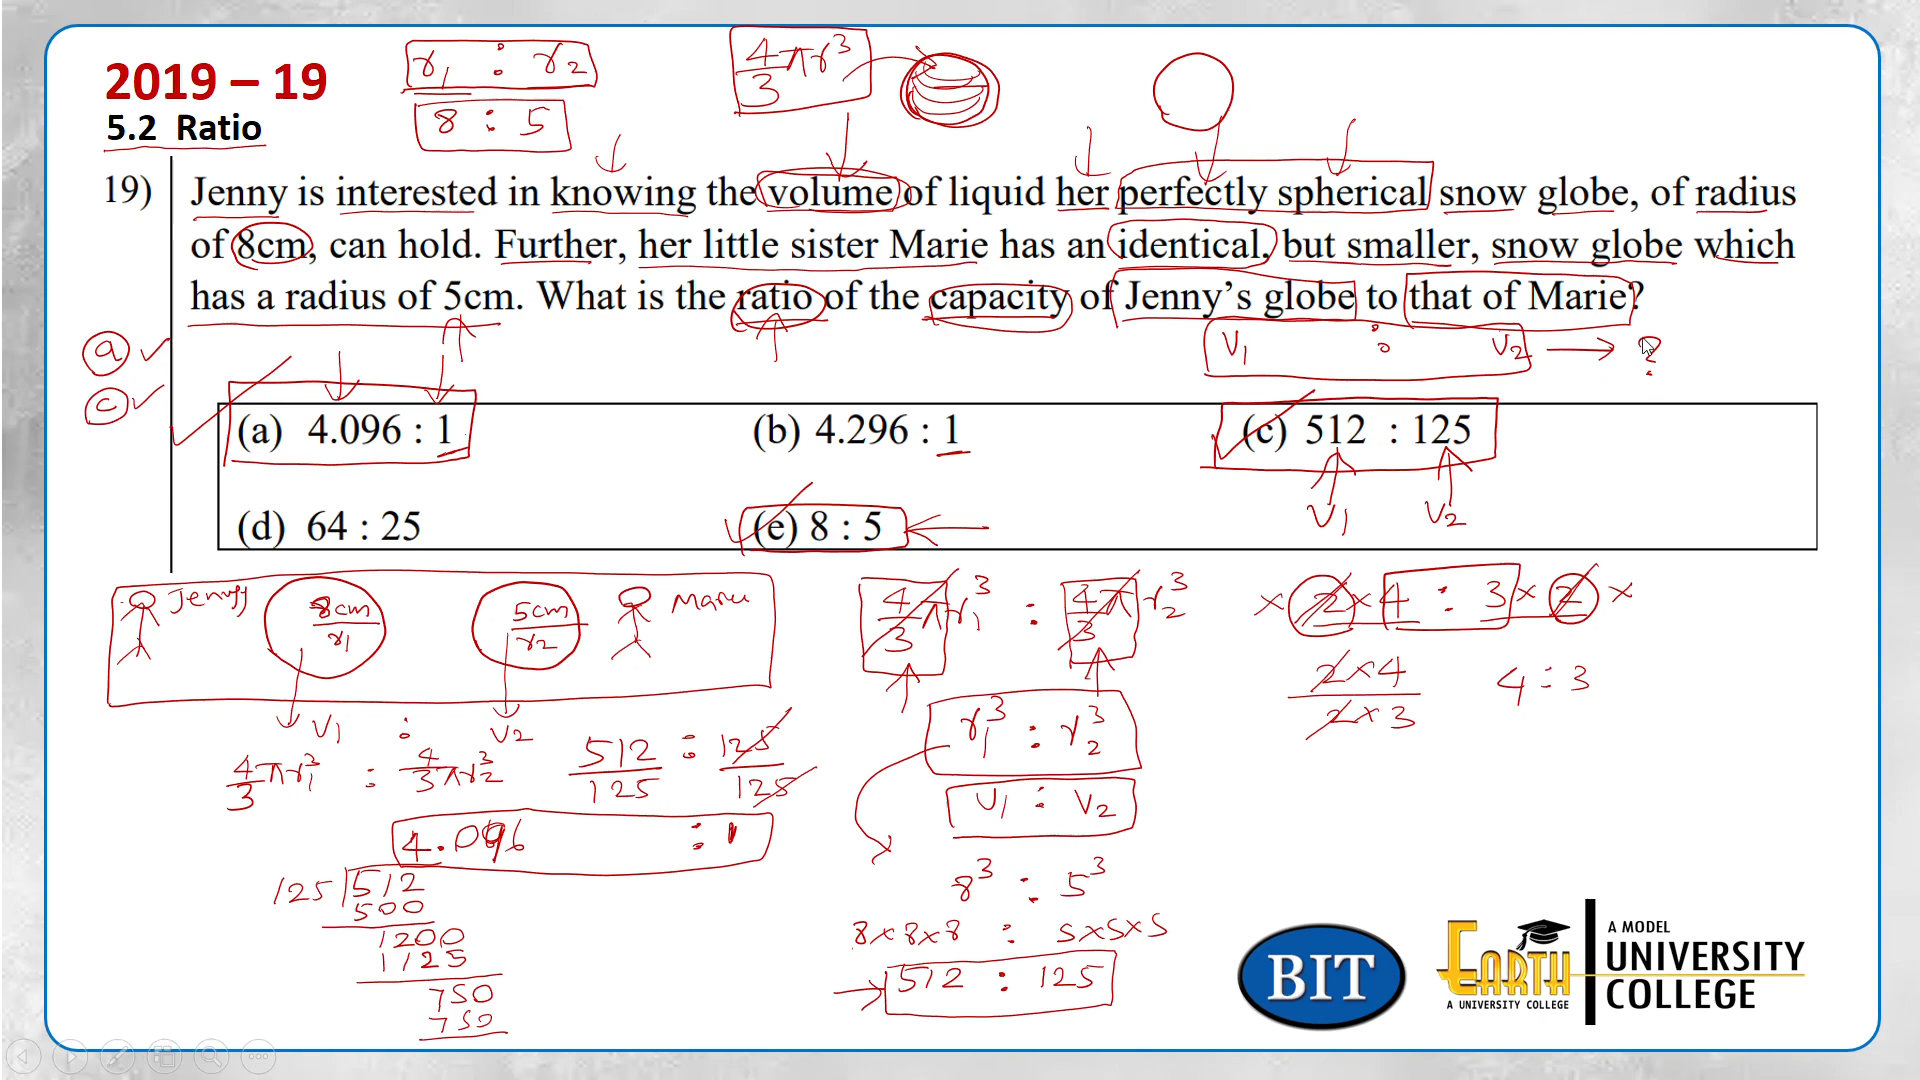 2019 – 19
5.2 Ratio
r1 : r2
8 : 5
4/3 πr³
19) Jenny is interested in knowing the volume of liquid her perfectly spherical snow globe, of radius
of 8cm, can hold. Further, her little sister Marie has an identical, but smaller, snow globe which
has a radius of 5cm. What is the ratio of the capacity of Jenny's globe to that of Marie?
V1 : V2 → ?
a ✓
c ✓
(a) 4.096 : 1 (b) 4.296 : 1 (c) 512 : 125
V1 V2
(d) 64 : 25 (e) 8 : 5
Jenny 8cm r1 5cm r2 Marie
V1 : V2
4/3 πr1³ : 4/3 πr2³
512/125 : 125/125
4.096 : 1
125 512
500
1200
1125
750
750
4/3 πr1³ : 4/3 πr2³
r1³ : r2³
V1 : V2
8³ : 5³
8×8×8 : 5×5×5
→ 512 : 125
× 2×4 : 3×2 ×
2×4/2×3 4:3
BIT
EARTH
A UNIVERSITY COLLEGE
A MODEL
UNIVERSITY
COLLEGE